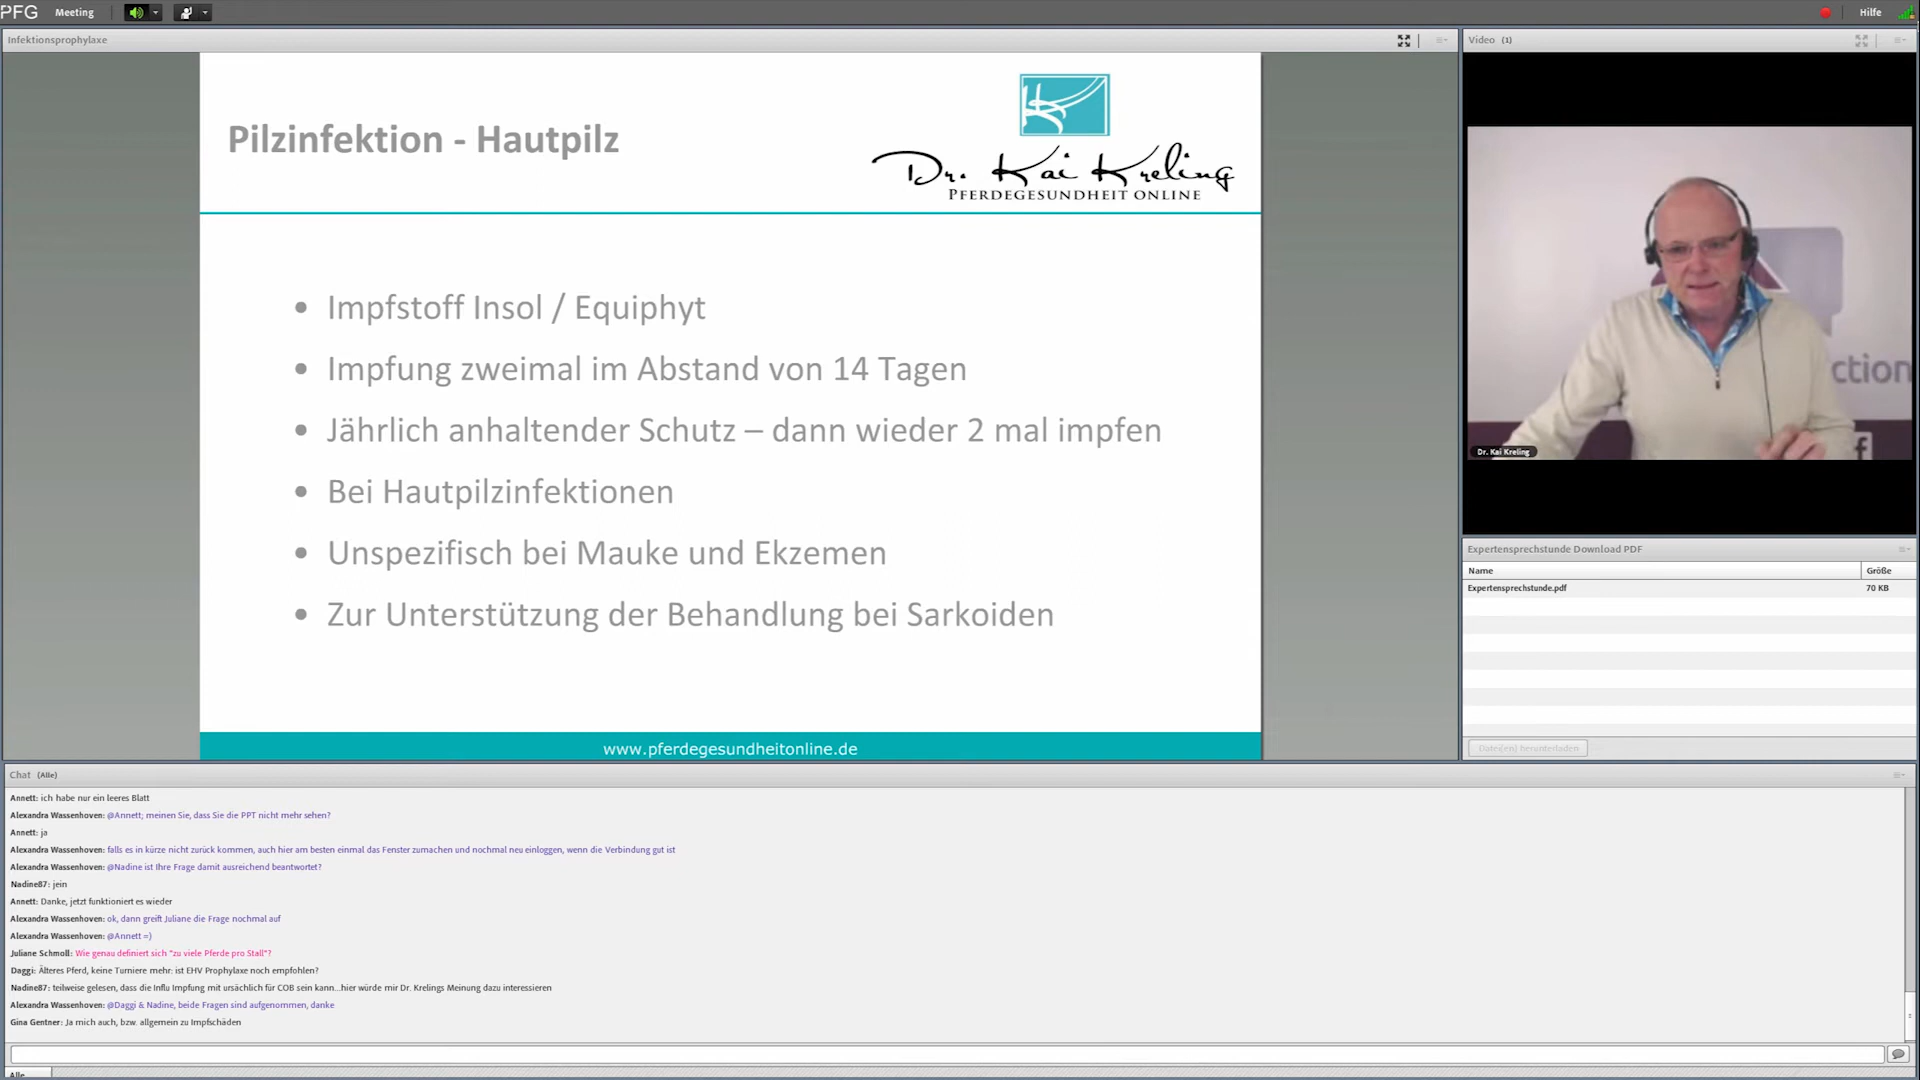 PFG Meeting Hilfe
Infektionsprophylaxe
Pilzinfektion - Hautpilz
Dr. Kai Kreling
PFERDEGESUNDHEIT ONLINE
• Impfstoff Insol / Equiphyt
• Impfung zweimal im Abstand von 14 Tagen
• Jährlich anhaltender Schutz – dann wieder 2 mal impfen
• Bei Hautpilzinfektionen
• Unspezifisch bei Mauke und Ekzemen
• Zur Unterstützung der Behandlung bei Sarkoiden
www.pferdegesundheitonline.de
Video (1)
ction
Dr. Kai Kreling
Expertensprechstunde Download PDF
Name Größe
Expertensprechstunde.pdf 70 KB
Datei(en) herunterladen
Chat (Alle)
Annett: ich habe nur ein leeres Blatt
Alexandra Wassenhoven: @Annett; meinen Sie, dass Sie die PPT nicht mehr sehen?
Annett: ja
Alexandra Wassenhoven: falls es in kürze nicht zurück kommen, auch hier am besten einmal das Fenster zumachen und nochmal neu einloggen, wenn die Verbindung gut ist
Alexandra Wassenhoven: @Nadine ist Ihre Frage damit ausreichend beantwortet?
Nadine87: jein
Annett: Danke, jetzt funktioniert es wieder
Alexandra Wassenhoven: ok, dann greift Juliane die Frage nochmal auf
Alexandra Wassenhoven: @Annett =)
Juliane Schmoll: Wie genau definiert sich "zu viele Pferde pro Stall"?
Daggi: Älteres Pferd, keine Turniere mehr: ist EHV Prophylaxe noch empfohlen?
Nadine87: teilweise gelesen, dass die Influ Impfung mit ursächlich für COB sein kann...hier würde mir Dr. Krelings Meinung dazu interessieren
Alexandra Wassenhoven: @Daggi & Nadine, beide Fragen sind aufgenommen, danke
Gina Gentner: Ja mich auch, bzw. allgemein zu Impfschäden
Alle